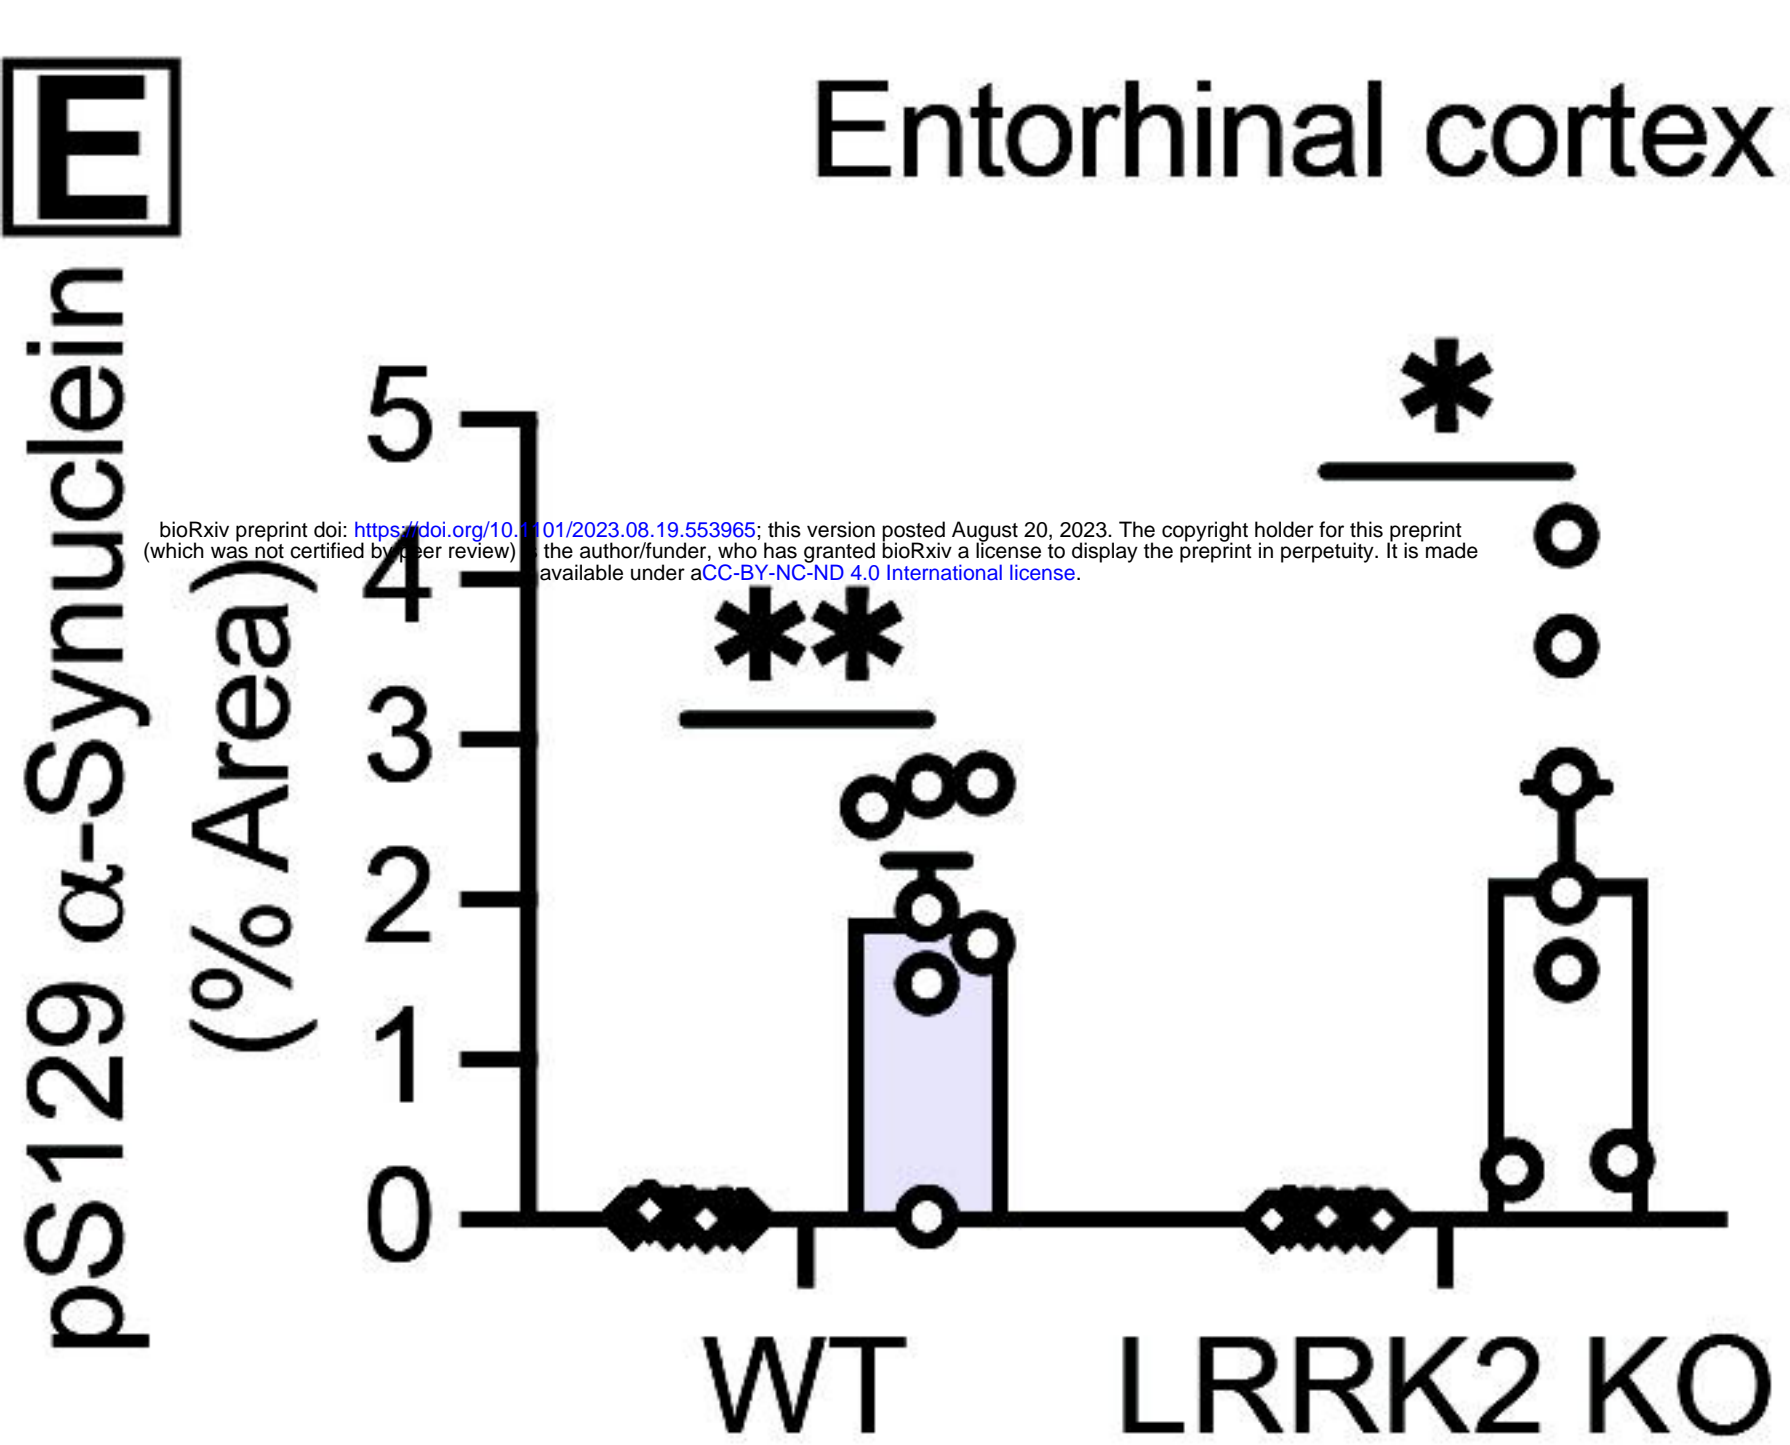 E
Entorhinal cortex
pS129 α-Synuclein
(% Area)
5
4
3
2
1
0
bioRxiv preprint doi: https://doi.org/10.1101/2023.08.19.553965; this version posted August 20, 2023. The copyright holder for this preprint
(which was not certified by peer review) is the author/funder, who has granted bioRxiv a license to display the preprint in perpetuity. It is made
available under aCC-BY-NC-ND 4.0 International license.
*
**
WT
LRRK2 KO